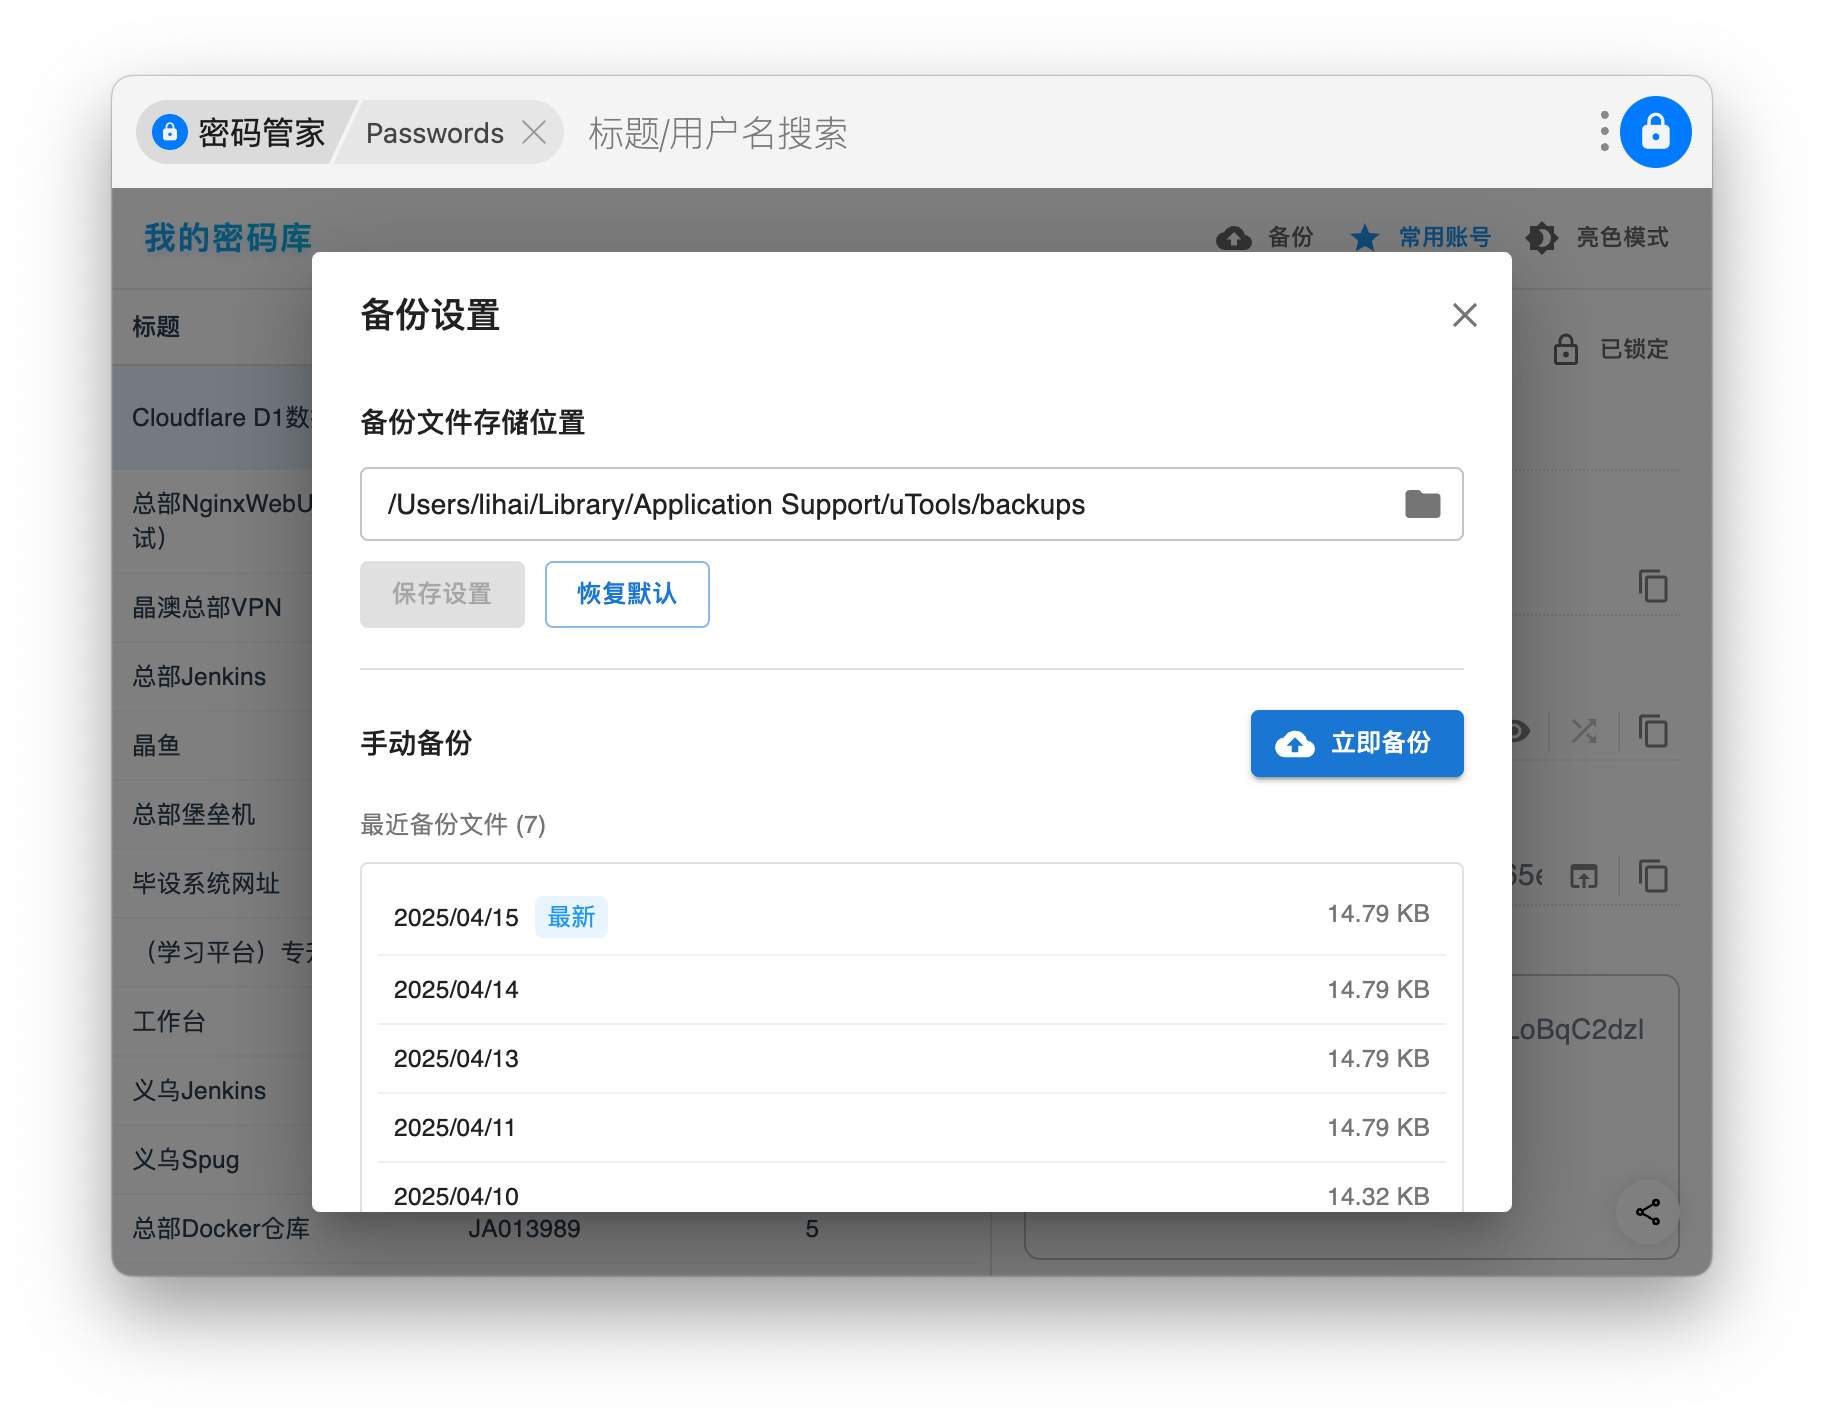 密码管家 Passwords 标题/用户名搜索
我的密码库 备份 常用账号 亮色模式
备份设置
标题
已锁定
备份文件存储位置
Cloudflare D1数
/Users/lihai/Library/Application Support/uTools/backups
总部NginxWebU
试)
保存设置 恢复默认
晶澳总部VPN
总部Jenkins
手动备份 立即备份
晶鱼
总部堡垒机
最近备份文件 (7)
毕设系统网址
65e
2025/04/15 最新 14.79 KB
(学习平台) 专升
2025/04/14 14.79 KB
工作台
LoBqC2dzl
2025/04/13 14.79 KB
义乌Jenkins
2025/04/11 14.79 KB
义乌Spug
2025/04/10 14.32 KB
总部Docker仓库 JA013989 5